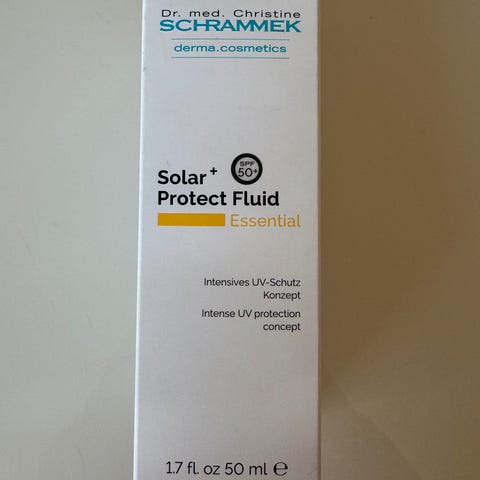 Dr. med. Christine
SCHRAMMEK
derma.cosmetics
Solar+
SPF
50+
Protect Fluid
Essential
Intensives UV-Schutz
Konzept
Intense UV protection
concept
1.7 fl. oz 50 ml ℮